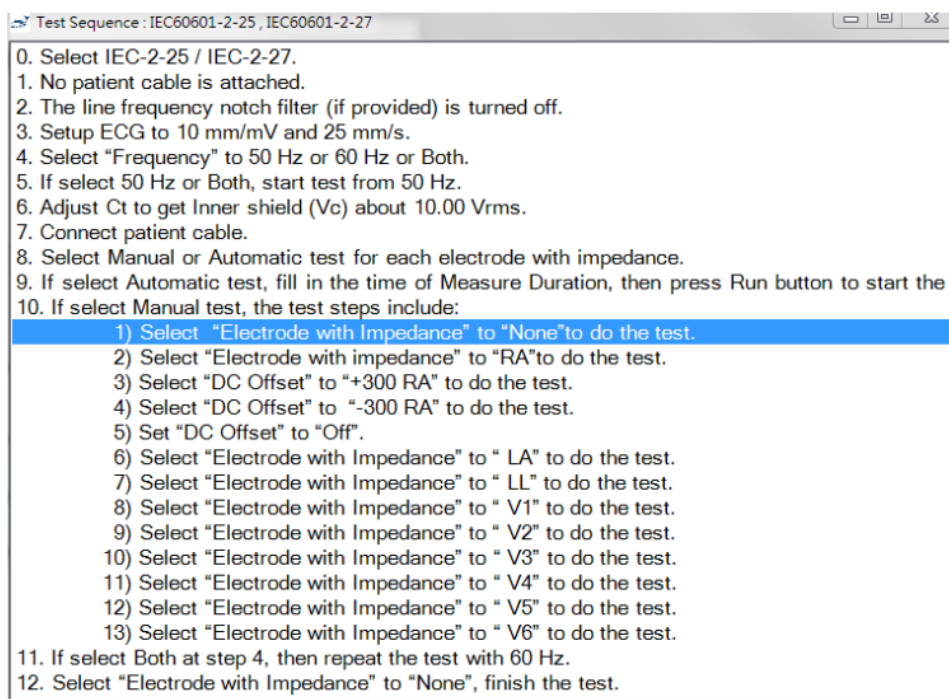 Test Sequence : IEC60601-2-25 , IEC60601-2-27
0. Select IEC-2-25 / IEC-2-27.
1. No patient cable is attached.
2. The line frequency notch filter (if provided) is turned off.
3. Setup ECG to 10 mm/mV and 25 mm/s.
4. Select “Frequency” to 50 Hz or 60 Hz or Both.
5. If select 50 Hz or Both, start test from 50 Hz.
6. Adjust Ct to get Inner shield (Vc) about 10.00 Vrms.
7. Connect patient cable.
8. Select Manual or Automatic test for each electrode with impedance.
9. If select Automatic test, fill in the time of Measure Duration, then press Run button to start the
10. If select Manual test, the test steps include:
1) Select “Electrode with Impedance” to “None”to do the test.
2) Select “Electrode with impedance” to “RA”to do the test.
3) Select “DC Offset” to “+300 RA” to do the test.
4) Select “DC Offset” to “-300 RA” to do the test.
5) Set “DC Offset” to “Off”.
6) Select “Electrode with Impedance” to “ LA” to do the test.
7) Select “Electrode with Impedance” to “ LL” to do the test.
8) Select “Electrode with Impedance” to “ V1” to do the test.
9) Select “Electrode with Impedance” to “ V2” to do the test.
10) Select “Electrode with Impedance” to “ V3” to do the test.
11) Select “Electrode with Impedance” to “ V4” to do the test.
12) Select “Electrode with Impedance” to “ V5” to do the test.
13) Select “Electrode with Impedance” to “ V6” to do the test.
11. If select Both at step 4, then repeat the test with 60 Hz.
12. Select “Electrode with Impedance” to “None”, finish the test.